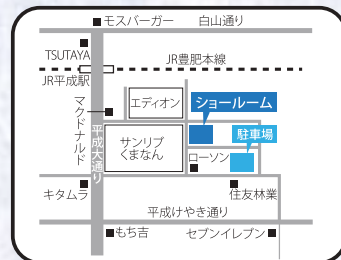 モスバーガー 白山通り
TSUTAYA
JR豊肥本線
JR平成駅
マクドナルド
エディオン
ショールーム
平成大通り
サンリブ
くまなん
駐車場
ローソン
キタムラ
住友林業
平成けやき通り
もち吉
セブンイレブン